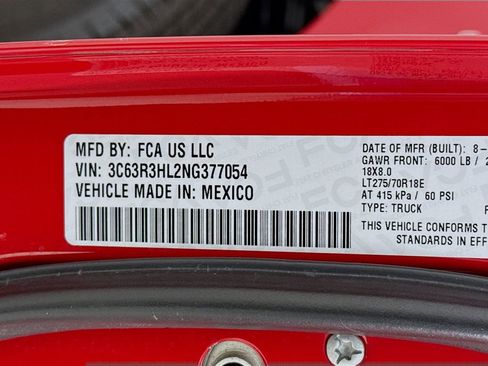 MFD BY: FCA US LLC
VIN: 3C63R3HL2NG377054
VEHICLE MADE IN: MEXICO
DATE OF MFR (BUILT): 8-
GAWR FRONT: 6000 LB /
18X8.0
LT275/70R18E
AT 415 kPa / 60 PSI
TYPE: TRUCK
THIS VEHICLE CONFORMS
STANDARDS IN EFF